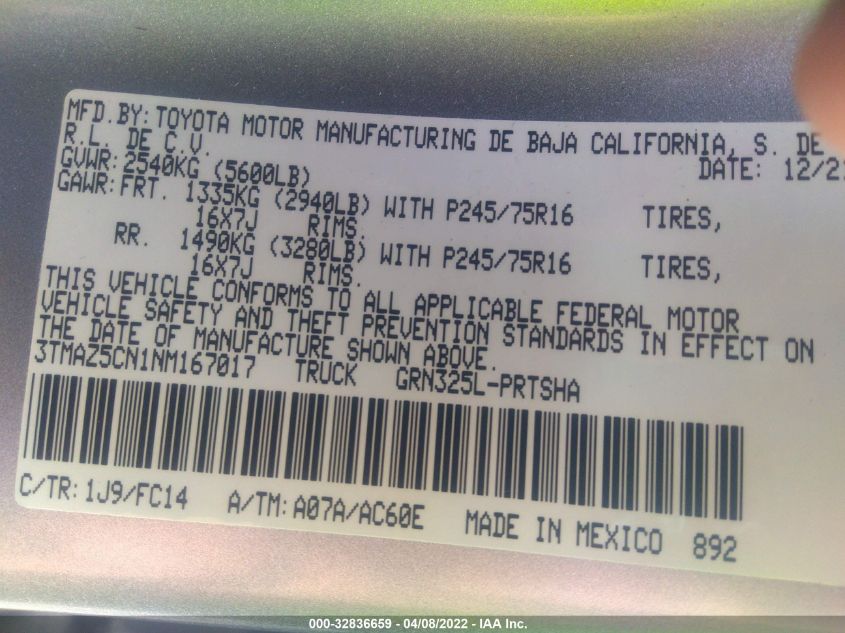 MFD.BY: TOYOTA MOTOR MANUFACTURING DE BAJA CALIFORNIA, S. DE
R.L. DE C.V. DATE: 12/21
GVWR: 2540KG (5600LB)
GAWR: FRT. 1335KG (2940LB) WITH P245/75R16 TIRES,
16X7J RIMS.
RR. 1490KG (3280LB) WITH P245/75R16 TIRES,
16X7J RIMS.
THIS VEHICLE CONFORMS TO ALL APPLICABLE FEDERAL MOTOR
VEHICLE SAFETY AND THEFT PREVENTION STANDARDS IN EFFECT ON
THE DATE OF MANUFACTURE SHOWN ABOVE.
3TMAZ5CN1NM167017 TRUCK GRN325L-PRTSHA
C/TR: 1J9/FC14 A/TM: A07A/AC60E MADE IN MEXICO 892
000-32836659 - 04/08/2022 - IAA Inc.